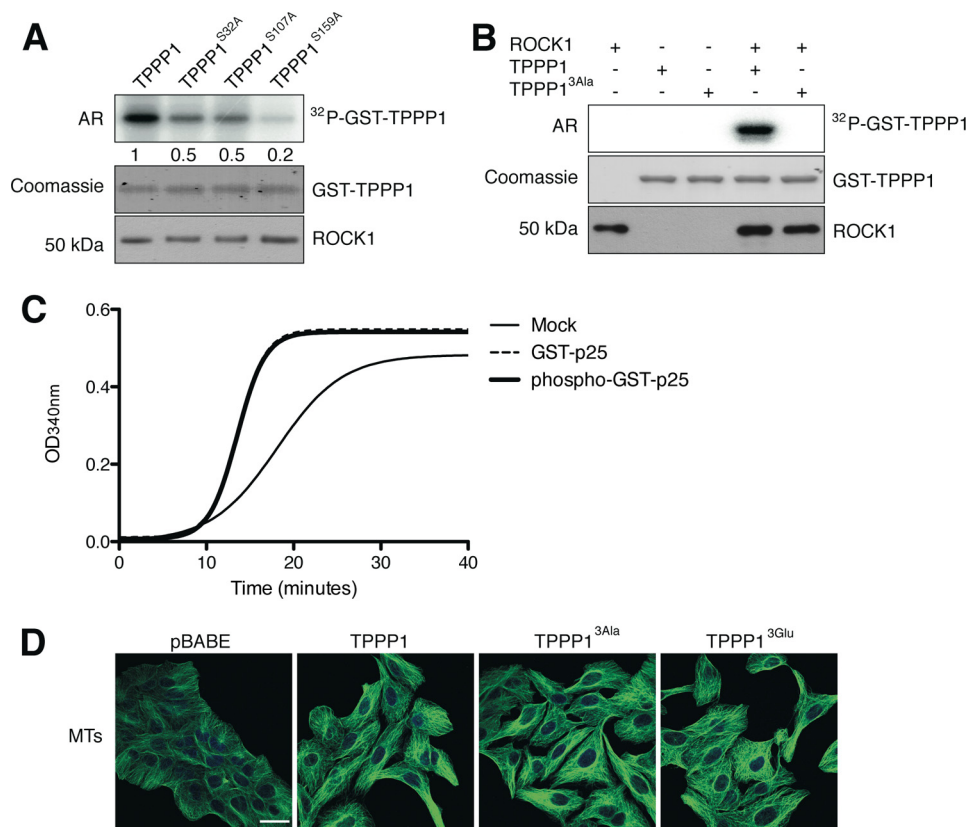 A
TPPP1 TPPP1S32A TPPP1S107A TPPP1S159A
AR 32P-GST-TPPP1
1 0.5 0.5 0.2
Coomassie GST-TPPP1
50 kDa ROCK1
B
ROCK1 + - - + +
TPPP1 - + - + -
TPPP13Ala - - + - +
AR 32P-GST-TPPP1
Coomassie GST-TPPP1
50 kDa ROCK1
C
0.6
0.4
0.2
0.0
OD340nm
0 10 20 30 40
Time (minutes)
Mock
GST-p25
phospho-GST-p25
D
pBABE TPPP1 TPPP13Ala TPPP13Glu
MTs